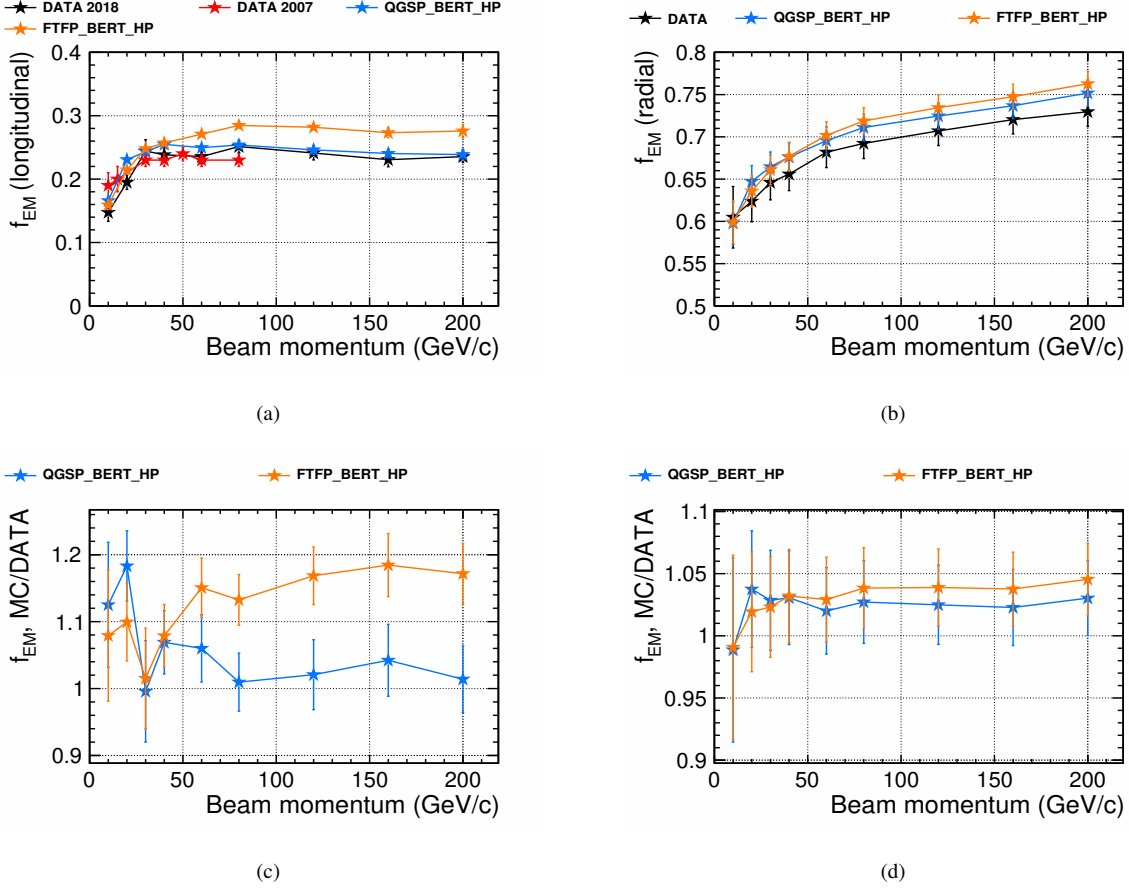 DATA 2018 DATA 2007 QGSP_BERT_HP
FTFP_BERT_HP
f_EM (longitudinal)
0.4
0.3
0.2
0.1
0
0 50 100 150 200
Beam momentum (GeV/c)
(a)
DATA QGSP_BERT_HP FTFP_BERT_HP
f_EM (radial)
0.8
0.75
0.7
0.65
0.6
0.55
0.5
0 50 100 150 200
Beam momentum (GeV/c)
(b)
QGSP_BERT_HP FTFP_BERT_HP
f_EM, MC/DATA
1.2
1.1
1
0.9
0 50 100 150 200
Beam momentum (GeV/c)
(c)
QGSP_BERT_HP FTFP_BERT_HP
f_EM, MC/DATA
1.1
1.05
1
0.95
0.9
0 50 100 150 200
Beam momentum (GeV/c)
(d)